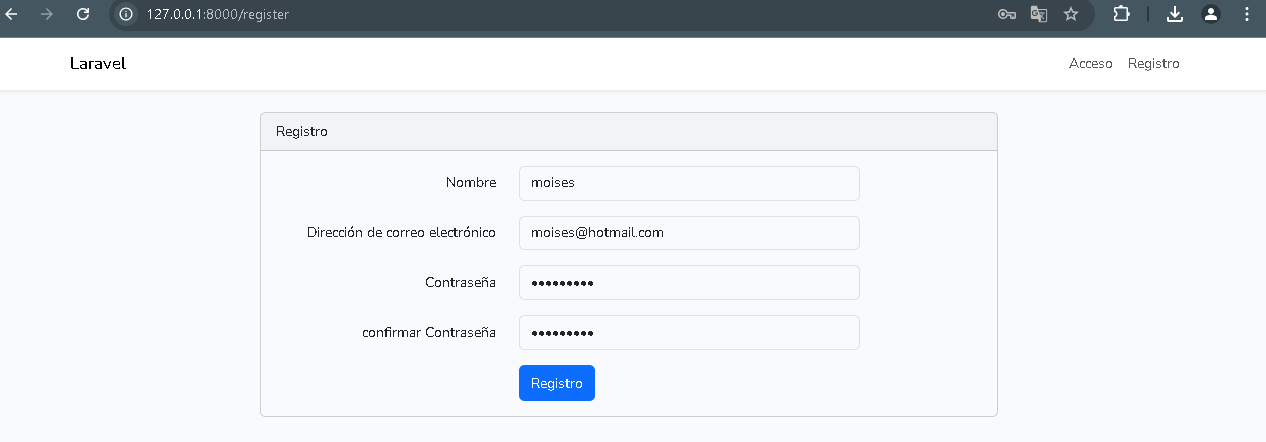 127.0.0.1:8000/register
Laravel
Acceso Registro
Registro
Nombre moises
Dirección de correo electrónico moises@hotmail.com
Contraseña •••••••••
confirmar Contraseña •••••••••
Registro